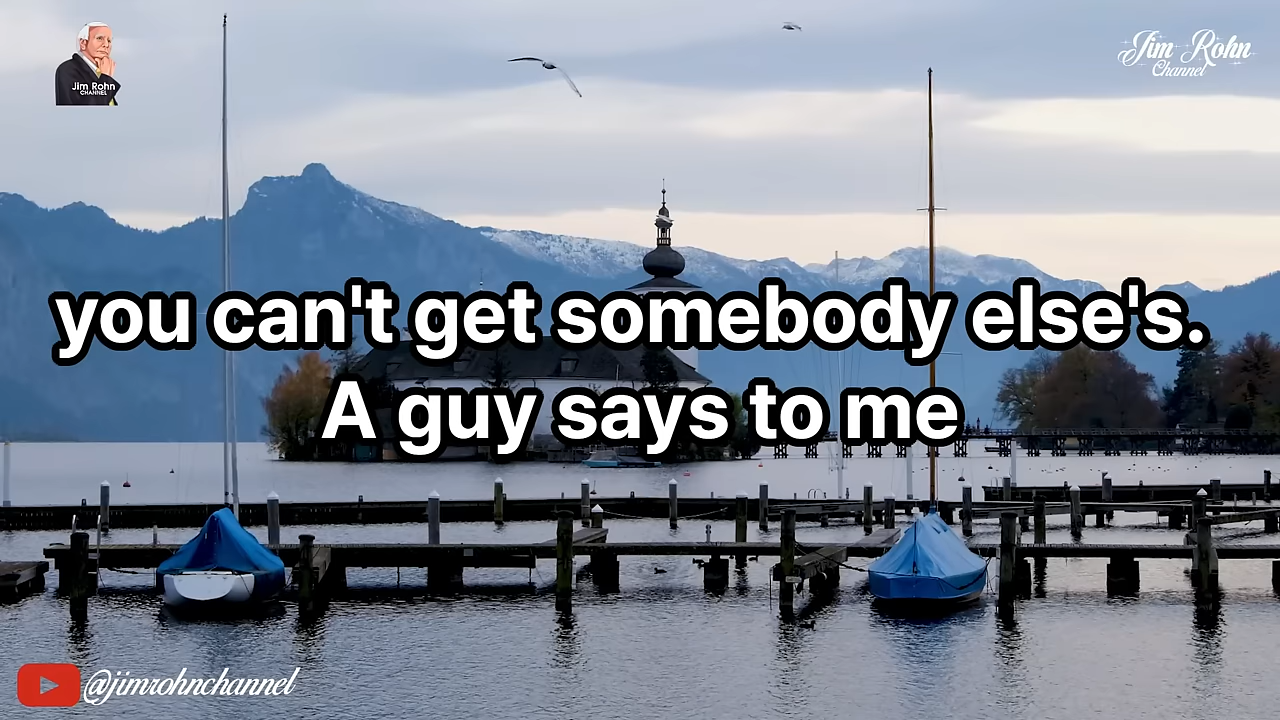 Jim Rohn
CHANNEL
Jim Rohn
Channel
you can't get somebody else's.
A guy says to me
@jimrohnchannel